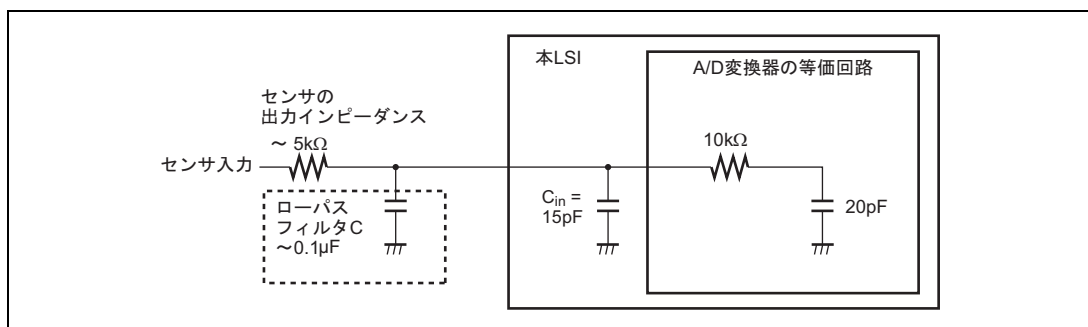 本LSI
A/D変換器の等価回路
センサの
出力インピーダンス
～ 5kΩ
10kΩ
センサ入力
ローパス
フィルタC
～0.1μF
Cin =
15pF
20pF